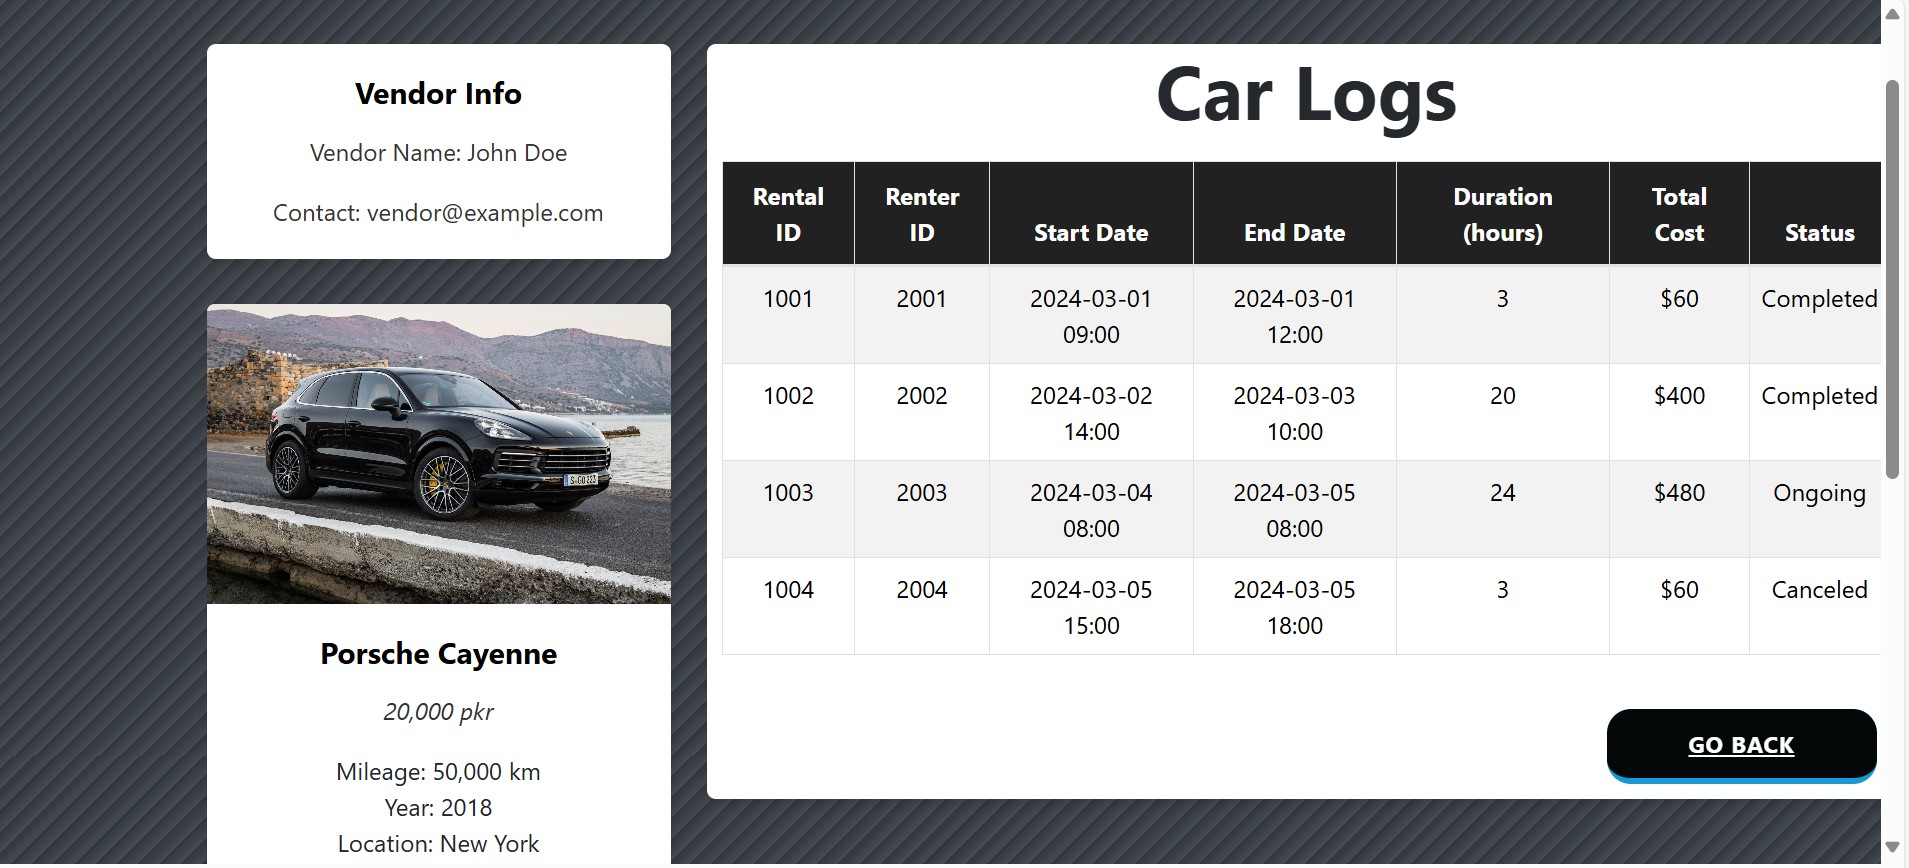 Vendor Info
Vendor Name: John Doe
Contact: vendor@example.com
Porsche Cayenne
20,000 pkr
Mileage: 50,000 km
Year: 2018
Location: New York
Car Logs
Rental ID Renter ID Start Date End Date Duration (hours) Total Cost Status
1001 2001 2024-03-01 09:00 2024-03-01 12:00 3 $60 Completed
1002 2002 2024-03-02 14:00 2024-03-03 10:00 20 $400 Completed
1003 2003 2024-03-04 08:00 2024-03-05 08:00 24 $480 Ongoing
1004 2004 2024-03-05 15:00 2024-03-05 18:00 3 $60 Canceled
GO BACK